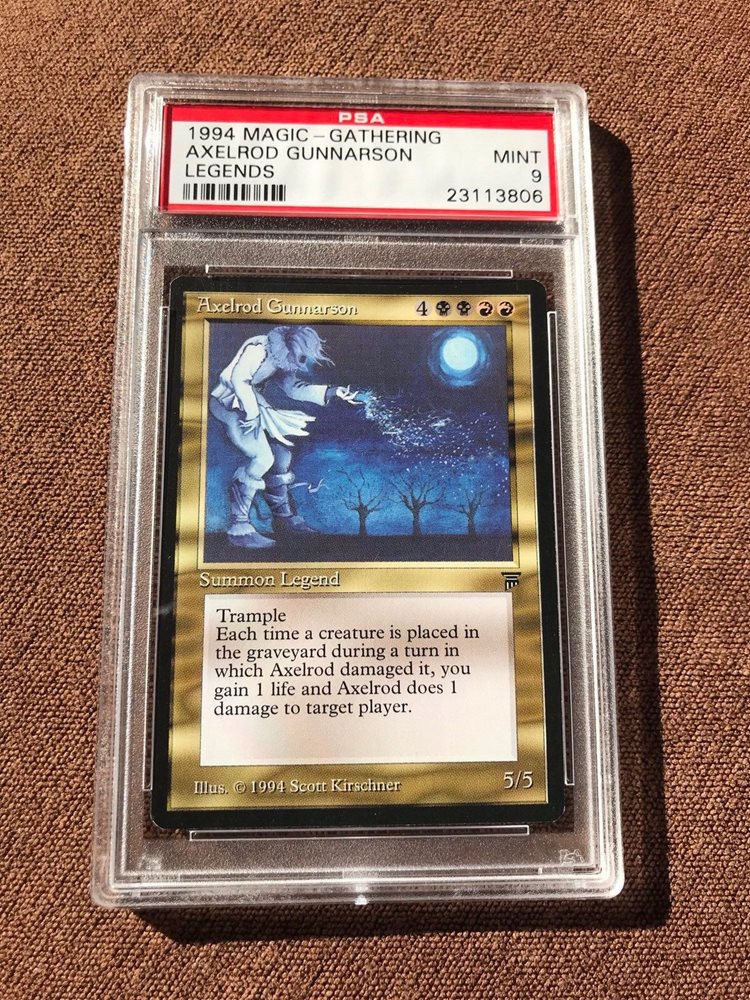 PSA
1994 MAGIC-GATHERING
AXELROD GUNNARSON MINT
LEGENDS 9
23113806
Axelrod Gunnarson 4
Summon Legend
Trample
Each time a creature is placed in
the graveyard during a turn in
which Axelrod damaged it, you
gain 1 life and Axelrod does 1
damage to target player.
Illus. © 1994 Scott Kirschner 5/5